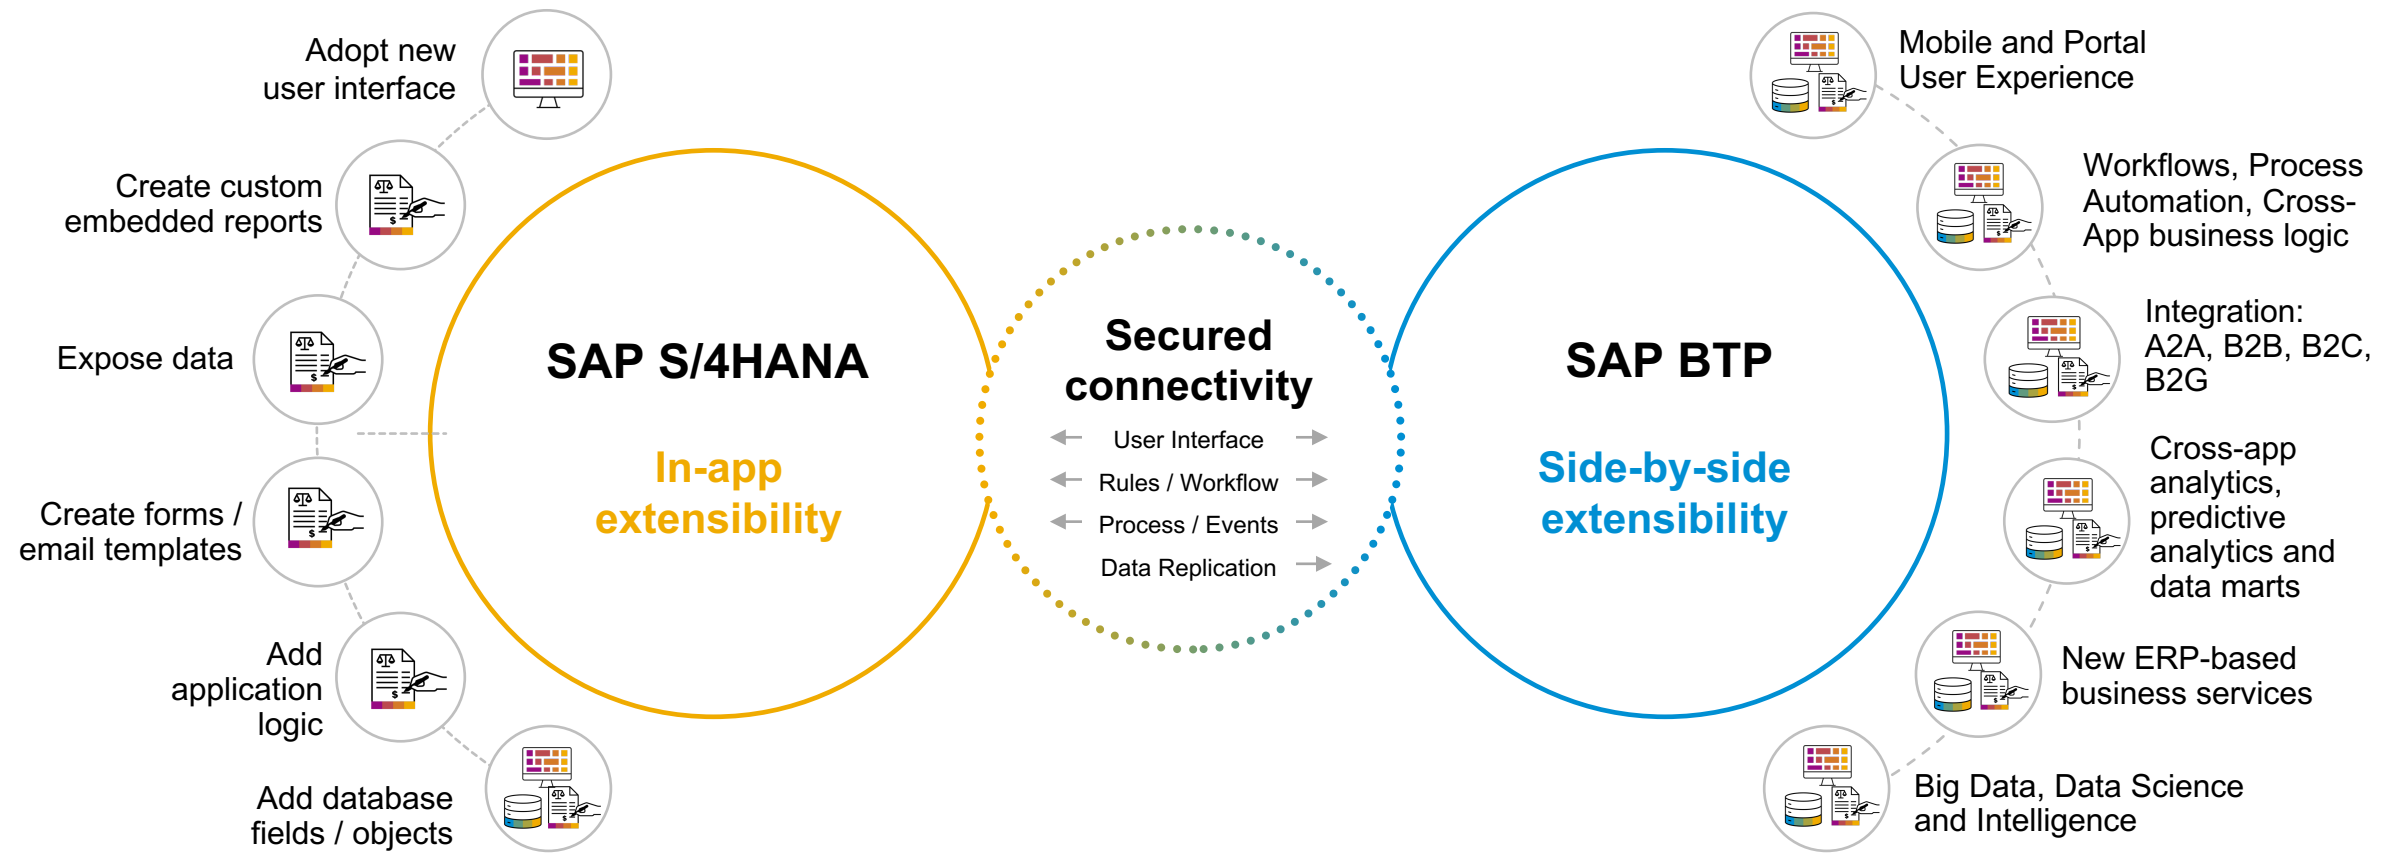 Adopt new
user interface
Create custom
embedded reports
Expose data
Create forms /
email templates
Add
application
logic
Add database
fields / objects
SAP S/4HANA
In-app
extensibility
Secured
connectivity
User Interface
Rules / Workflow
Process / Events
Data Replication
SAP BTP
Side-by-side
extensibility
Mobile and Portal
User Experience
Workflows, Process
Automation, Cross-
App business logic
Integration:
A2A, B2B, B2C,
B2G
Cross-app
analytics,
predictive
analytics and
data marts
New ERP-based
business services
Big Data, Data Science
and Intelligence